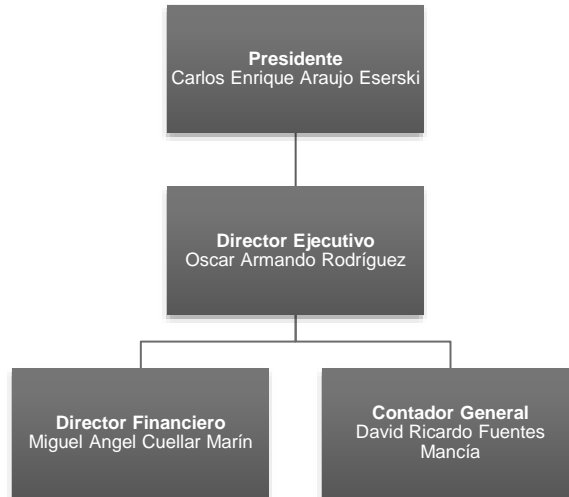 Presidente
Carlos Enrique Araujo Eserski
Director Ejecutivo
Oscar Armando Rodríguez
Director Financiero
Miguel Angel Cuellar Marín
Contador General
David Ricardo Fuentes
Mancía